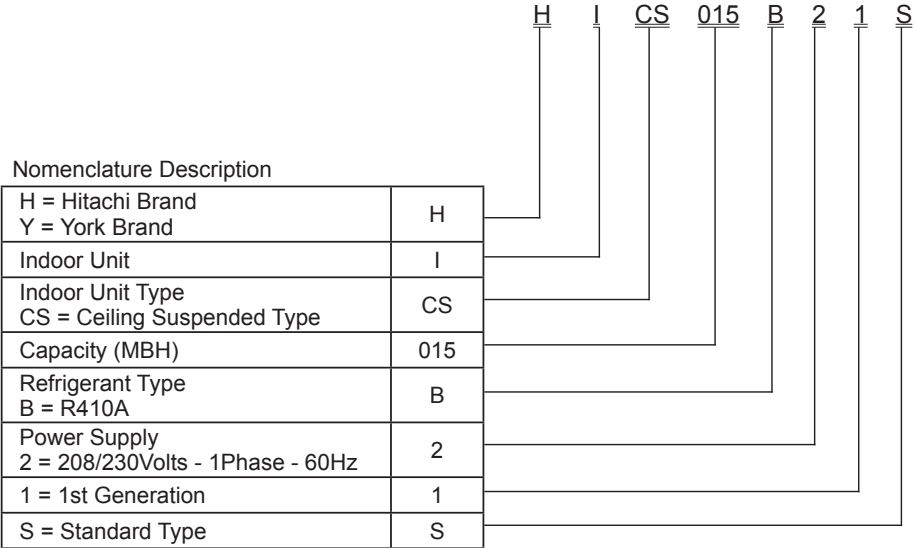 H I CS 015 B 2 1 S
Nomenclature Description
H = Hitachi Brand
Y = York Brand
H
Indoor Unit
I
Indoor Unit Type
CS = Ceiling Suspended Type
CS
Capacity (MBH)
015
Refrigerant Type
B = R410A
B
Power Supply
2 = 208/230Volts - 1Phase - 60Hz
2
1 = 1st Generation
1
S = Standard Type
S